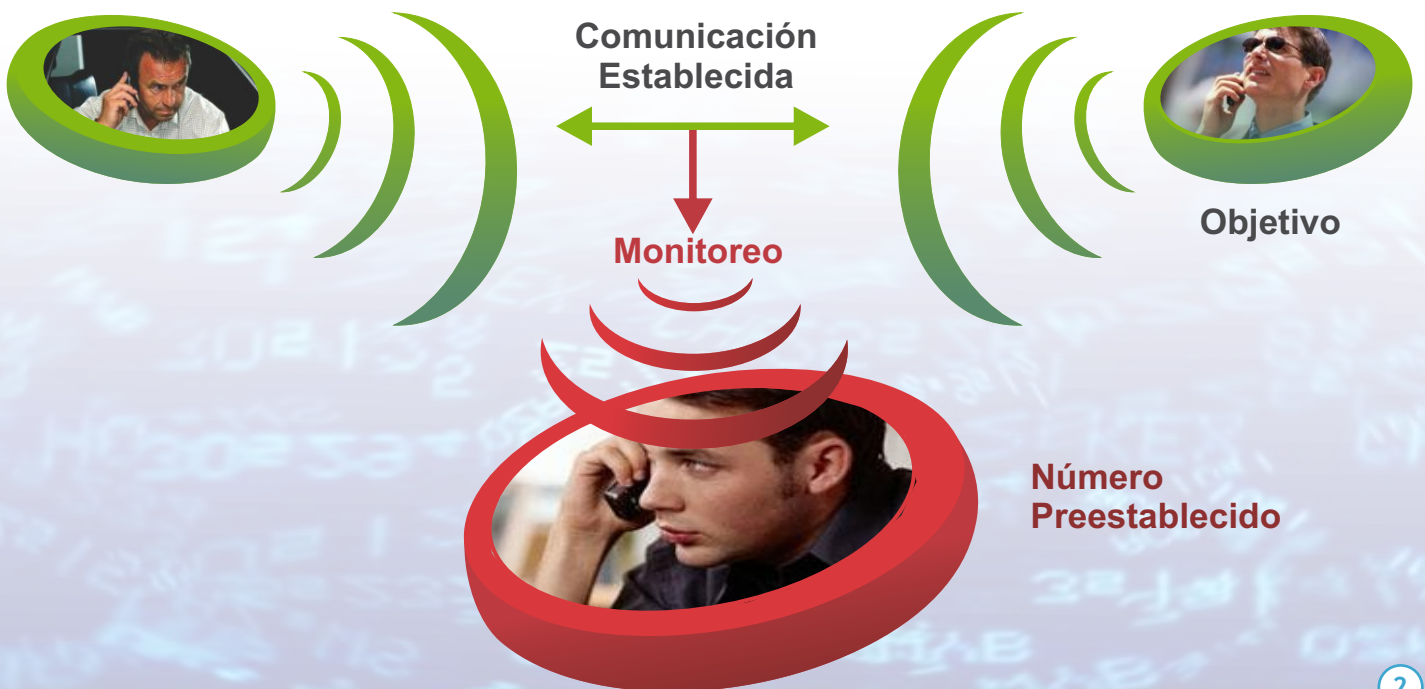 Comunicación
Establecida
Objetivo
Monitoreo
Número
Preestablecido
2